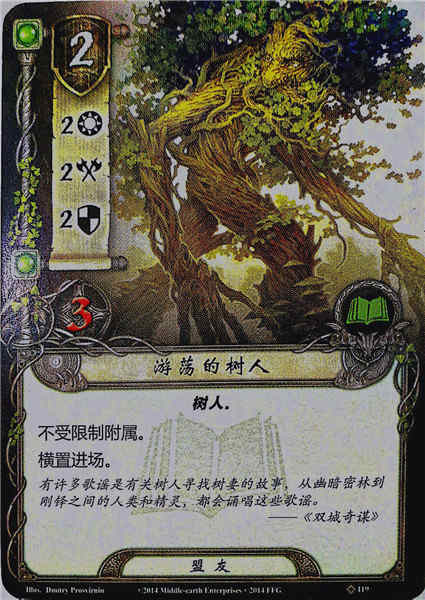 2
2
2
2
3
游荡的树人
树人.
不受限制附属。
横置进场。
有许多歌谣是有关树人寻找树妻的故事，从幽暗密林到
刚铎之间的人类和精灵，都会诵唱这些歌谣。
——《双城奇谋》
盟友
Illus. Dmitry Prosvirnin •2014 Middle-earth Enterprises •2014 FFG 119